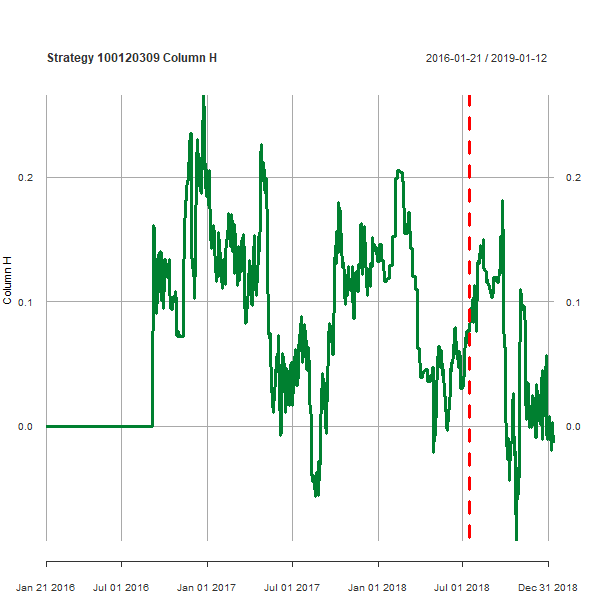 Strategy 100120309 Column H
2016-01-21 / 2019-01-12
Column H
0.2
0.2
0.1
0.1
0.0
0.0
Jan 21 2016
Jul 01 2016
Jan 01 2017
Jul 01 2017
Jan 01 2018
Jul 01 2018
Dec 31 2018